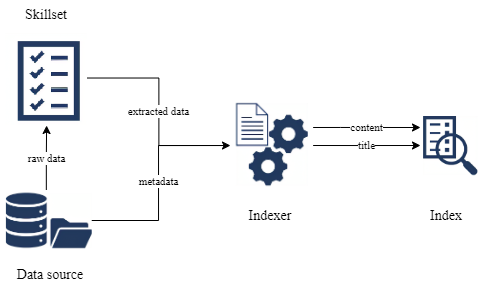 Skillset
extracted data
raw data
metadata
content
title
Indexer
Index
Data source